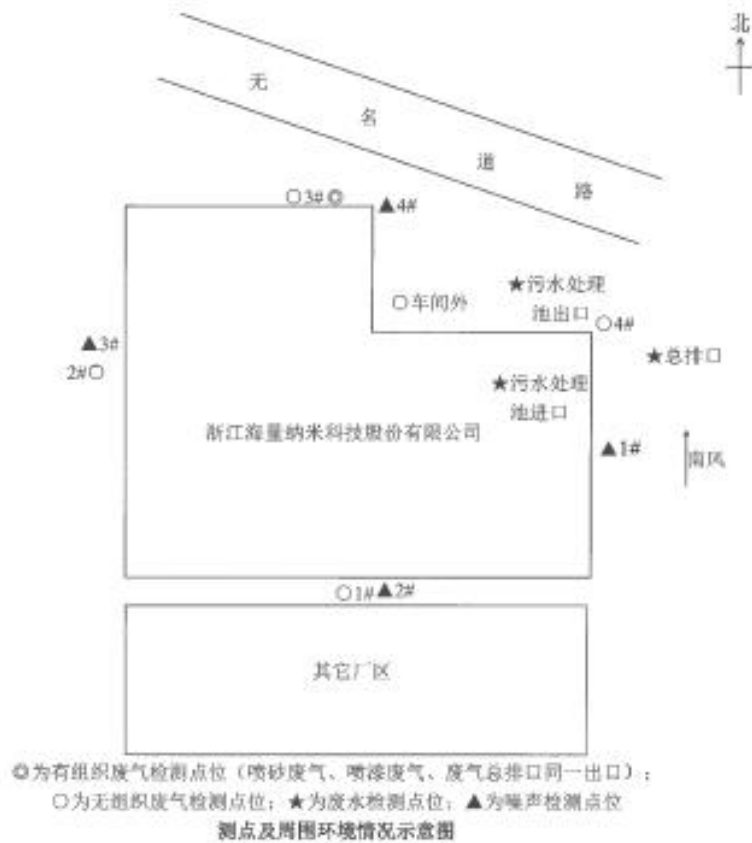 北
无名道路
○3#◎
▲4#
★污水处理
池出口
○车间外
○4#
▲3#
★总排口
2#○
★污水处理
池进口
浙江海量纳米科技股份有限公司
▲1#
南风
○1#▲2#
其它厂区
◎为有组织废气检测点位（喷砂废气、喷漆废气、废气总排口同一出口）；
○为无组织废气检测点位；★为废水检测点位；▲为噪声检测点位
测点及周围环境情况示意图